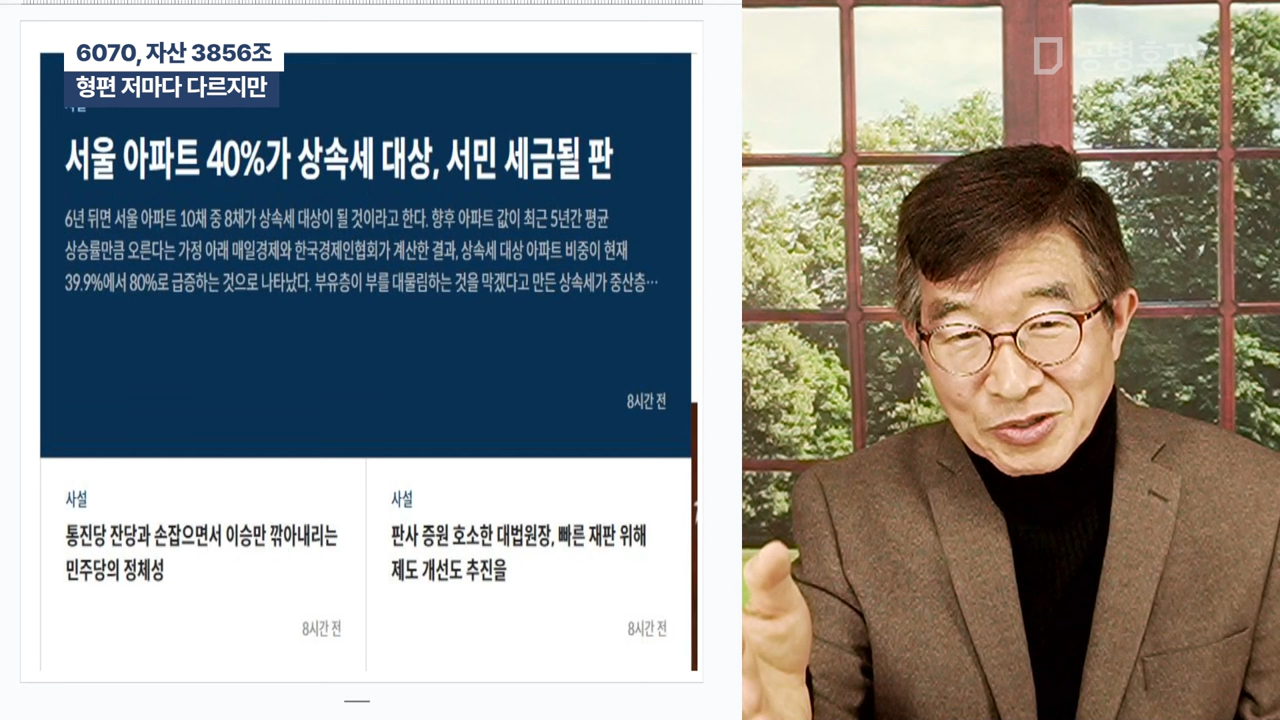 6070, 자산 3856조
형편 저마다 다르지만
서울 아파트 40%가 상속세 대상, 서민 세금될 판
6년 뒤면 서울 아파트 10채 중 8채가 상속세 대상이 될 것이라고 한다. 향후 아파트 값이 최근 5년간 평균
상승률만큼 오른다는 가정 아래 매일경제와 한국경제인협회가 계산한 결과, 상속세 대상 아파트 비중이 현재
39.9%에서 80%로 급증하는 것으로 나타났다. 부유층이 부를 대물림하는 것을 막겠다고 만든 상속세가 중산층…
8시간 전
사설
통진당 잔당과 손잡으면서 이승만 깎아내리는
민주당의 정체성
8시간 전
사설
판사 증원 호소한 대법원장, 빠른 재판 위해
제도 개선도 추진을
8시간 전
공병호TV